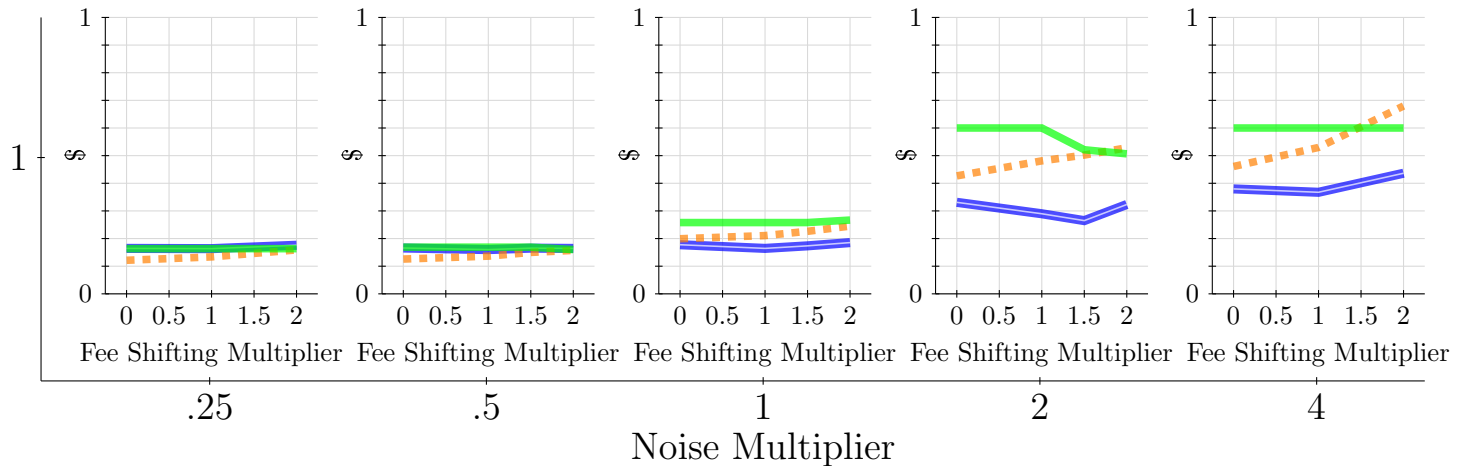 1 1 1 1 1
1 $ $ $ $ $
0 0 0 0 0
0 0.5 1 1.5 2 0 0.5 1 1.5 2 0 0.5 1 1.5 2 0 0.5 1 1.5 2 0 0.5 1 1.5 2
Fee Shifting Multiplier Fee Shifting Multiplier Fee Shifting Multiplier Fee Shifting Multiplier Fee Shifting Multiplier
.25 .5 1 2 4
Noise Multiplier